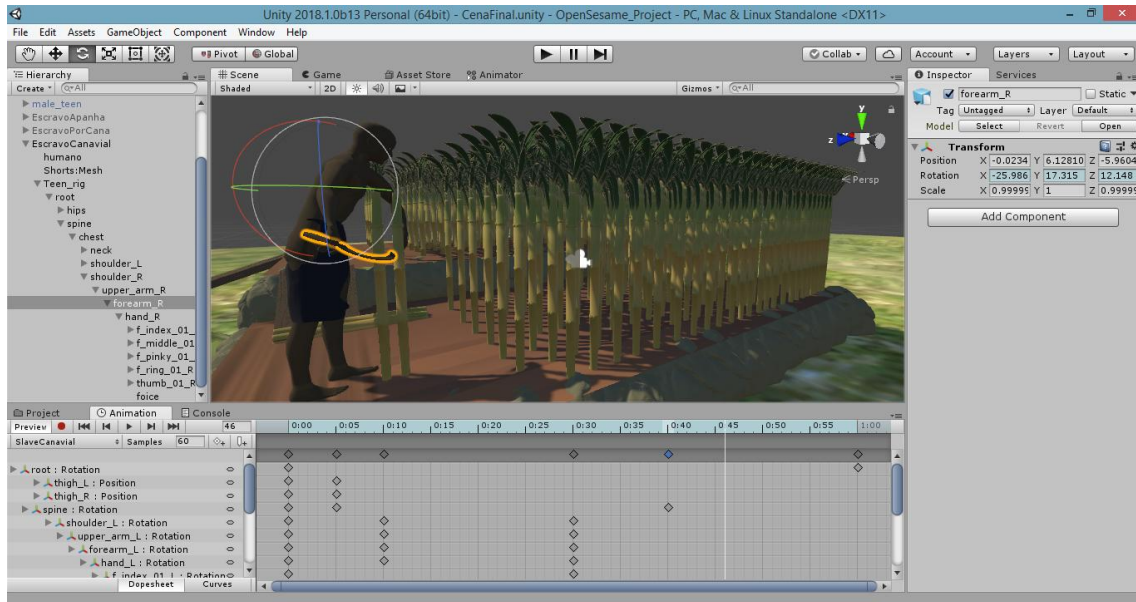 Unity 2018.1.0b13 Personal (64bit) - CenaFinal.unity - OpenSesame_Project - PC, Mac & Linux Standalone <DX11>
File Edit Assets GameObject Component Window Help
Pivot Global Collab Account Layers Layout
Hierarchy
Create All
male_teen
EscravoApanha
EscravoPorCana
EscravoCanavial
humano
Shorts:Mesh
Teen_rig
root
hips
spine
chest
neck
shoulder_L
shoulder_R
upper_arm_R
forearm_R
hand_R
f_index_01_
f_middle_01
f_pinky_01_
f_ring_01_R
thumb_01_R
foice
Scene Game Asset Store Animator
Shaded 2D Gizmos All
y
z
Persp
Inspector Services
forearm_R Static
Tag Untagged Layer Default
Model Select Revert Open
Transform
Position X -0.0234 Y 6.12810 Z -5.9604
Rotation X -25.986 Y 17.315 Z 12.148
Scale X 0.99999 Y 1 Z 0.99999
Add Component
Project Animation Console
Preview 46 0:00 0:05 0:10 0:15 0:20 0:25 0:30 0:35 0:40 0:45 0:50 0:55 1:00
SlaveCanavial Samples 60
root : Rotation
thigh_L : Position
thigh_R : Position
spine : Rotation
shoulder_L : Rotation
upper_arm_L : Rotation
forearm_L : Rotation
hand_L : Rotation
f_index_01_L : Rotation
Dopesheet Curves